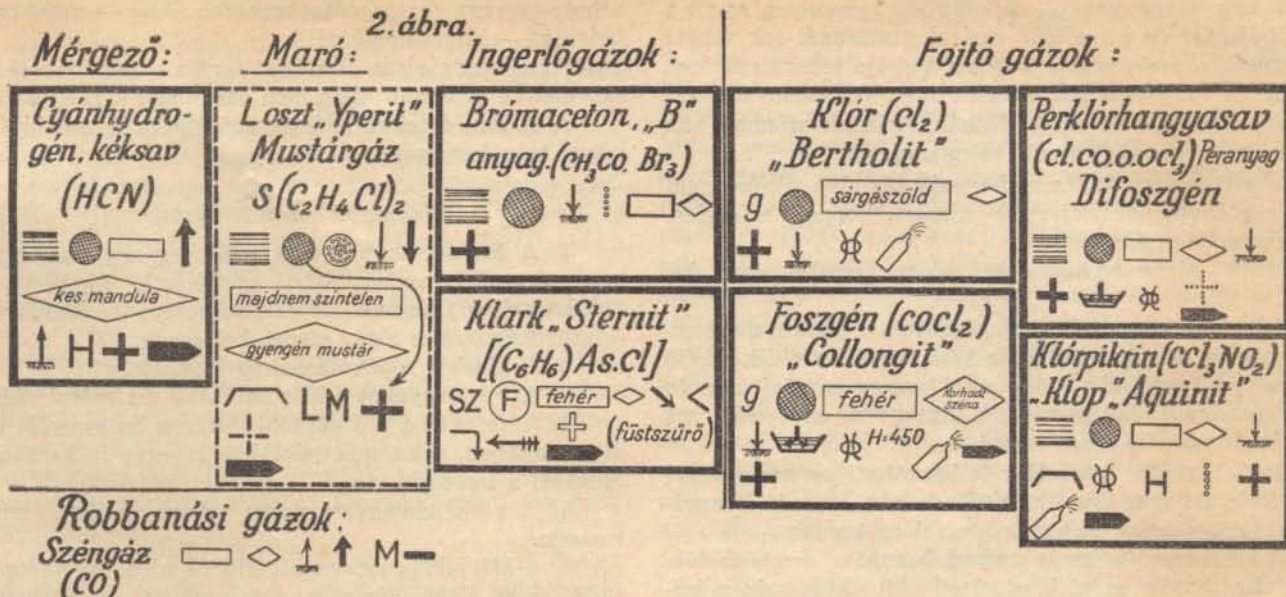 2. ábra.
Mérgező:
Cyánhydro-
gén, kéksav
(HCN)
kes. mandula
H
Maró:
Loszt „Yperit"
Mustárgáz
S(C₂H₄Cl)₂
majdnem színtelen
gyengén mustár
LM
Ingerlőgázok:
Brómaceton, „B"
anyag. (CH₃CO. Br₃)
Klark „Sternit"
[(C₆H₆)As.cl]
SZ F fehér
(füstszűrő)
Fojtó gázok:
Klór (cl₂)
„Bertholit"
g sárgászöld
Foszgén (COCl₂)
„Collongit"
g fehér Korhadt
széna
H=450
Perklórhangyasav
(cl.co.o.ocl₃) Peranyag
Difoszgén
Klórpikrin (CCl₃NO₂)
„Klop" „Aquinit"
H
Robbanási gázok:
Széngáz M
(CO)